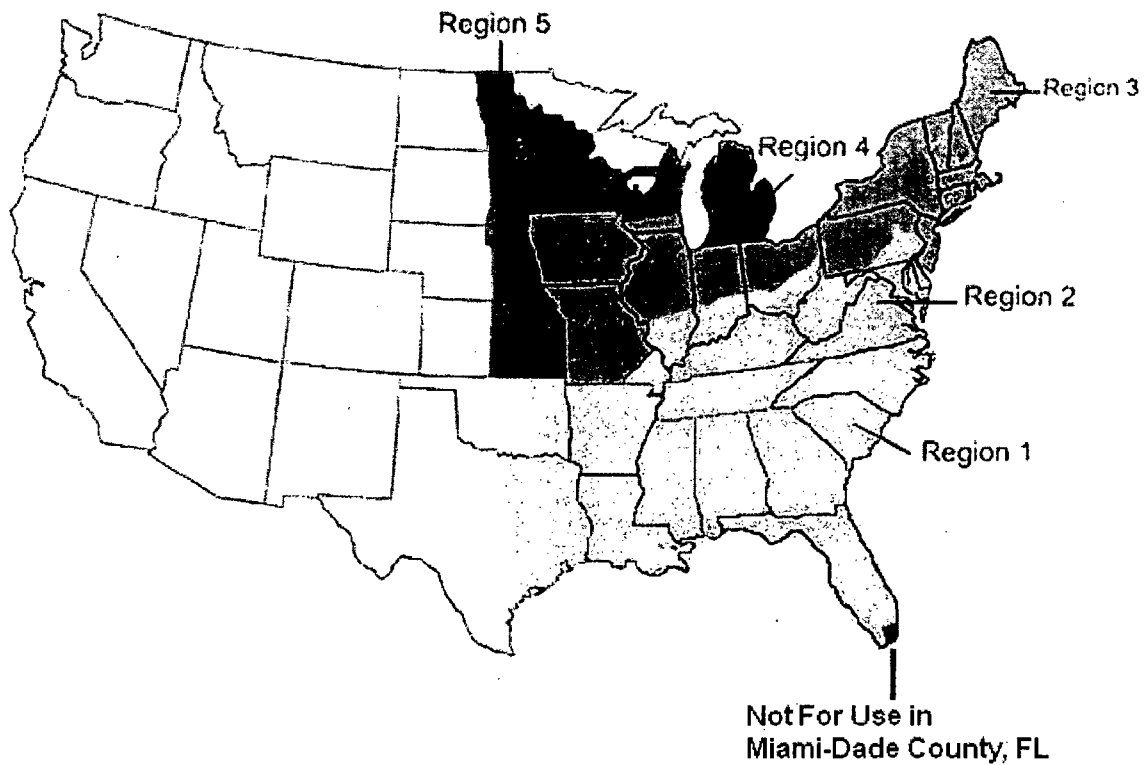 Region 5
Region 3
Region 4
Region 2
Region 1
Not For Use in
Miami-Dade County, FL